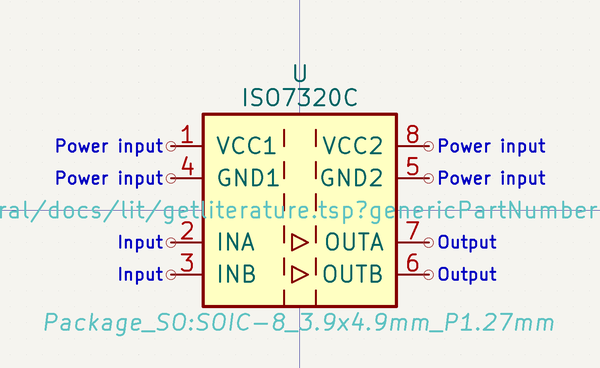 U
ISO7320C
Power input 1 VCC1 VCC2 8 Power input
Power input 4 GND1 GND2 5 Power input
ral/docs/lit/getliterature.tsp?genericPartNumber
Input 2 INA OUTA 7 Output
Input 3 INB OUTB 6 Output
Package_SO:SOIC-8_3.9x4.9mm_P1.27mm